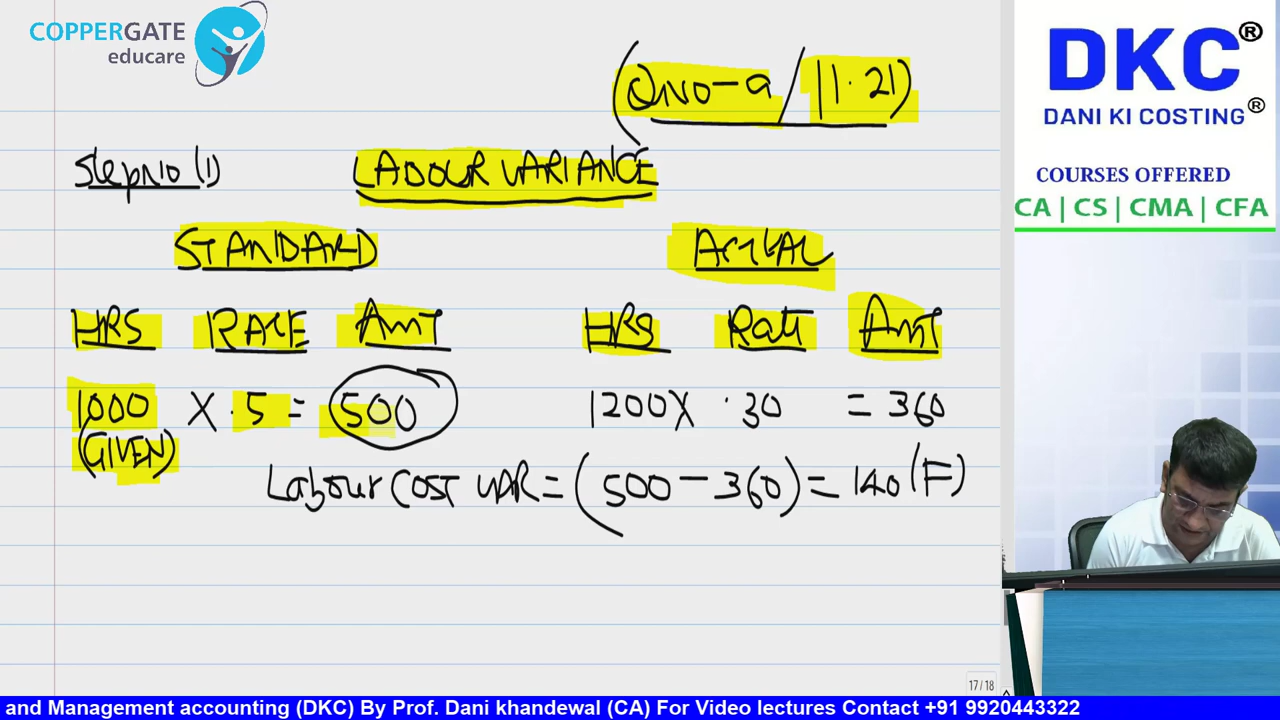 COPPERGATE
educare
(QNO-9/11.21)
Step NO (1)
LABOUR VARIANCE
STANDARD
ACTUAL
HRS RATE AMT
HRS Rate AMT
1000 X .5 = 500
1200X .30 = 360
(GIVEN)
Labour COST VAR = (500 - 360) = 140 (F)
17/18
DKC®
DANI KI COSTING®
COURSES OFFERED
CA | CS | CMA | CFA
and Management accounting (DKC) By Prof. Dani khandewal (CA) For Video lectures Contact +91 9920443322